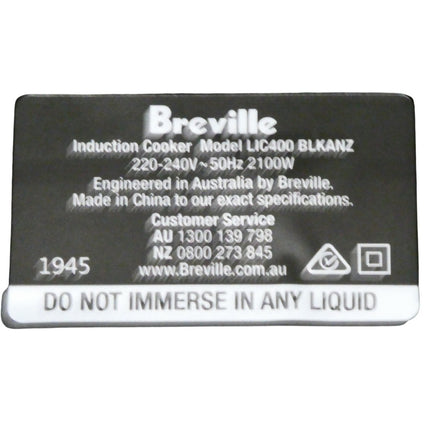 Breville
Induction Cooker Model LIC400 BLKANZ
220-240V~50Hz 2100W
Engineered in Australia by Breville.
Made in China to our exact specifications.
Customer Service
AU 1300 139 798
NZ 0800 273 845
www.Breville.com.au
1945
DO NOT IMMERSE IN ANY LIQUID